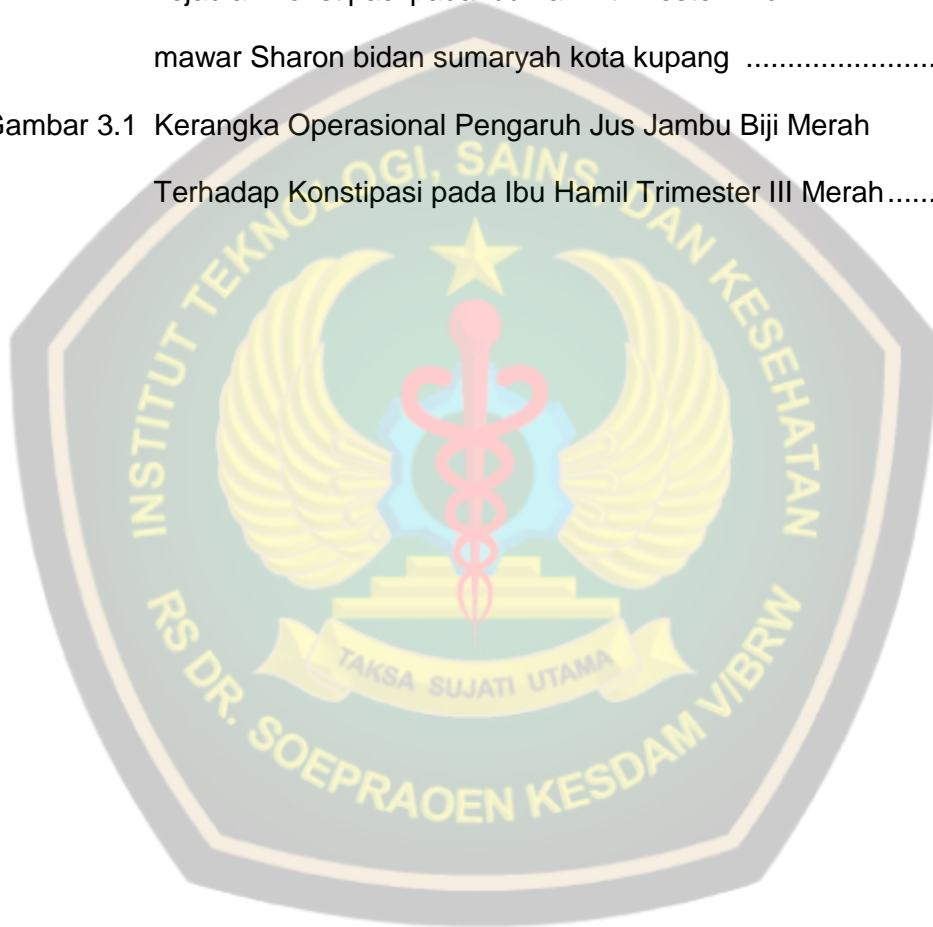 mawar Sharon bidan sumaryah kota kupang ........................
Gambar 3.1 Kerangka Operasional Pengaruh Jus Jambu Biji Merah
Terhadap Konstipasi pada Ibu Hamil Trimester III Merah ......
INSTITUT TEKNOLOGI, SAINS, DAN KESEHATAN
TAKSA SUJATI UTAMA
RS DR. SOEPRAOEN KESDAM V/BRW